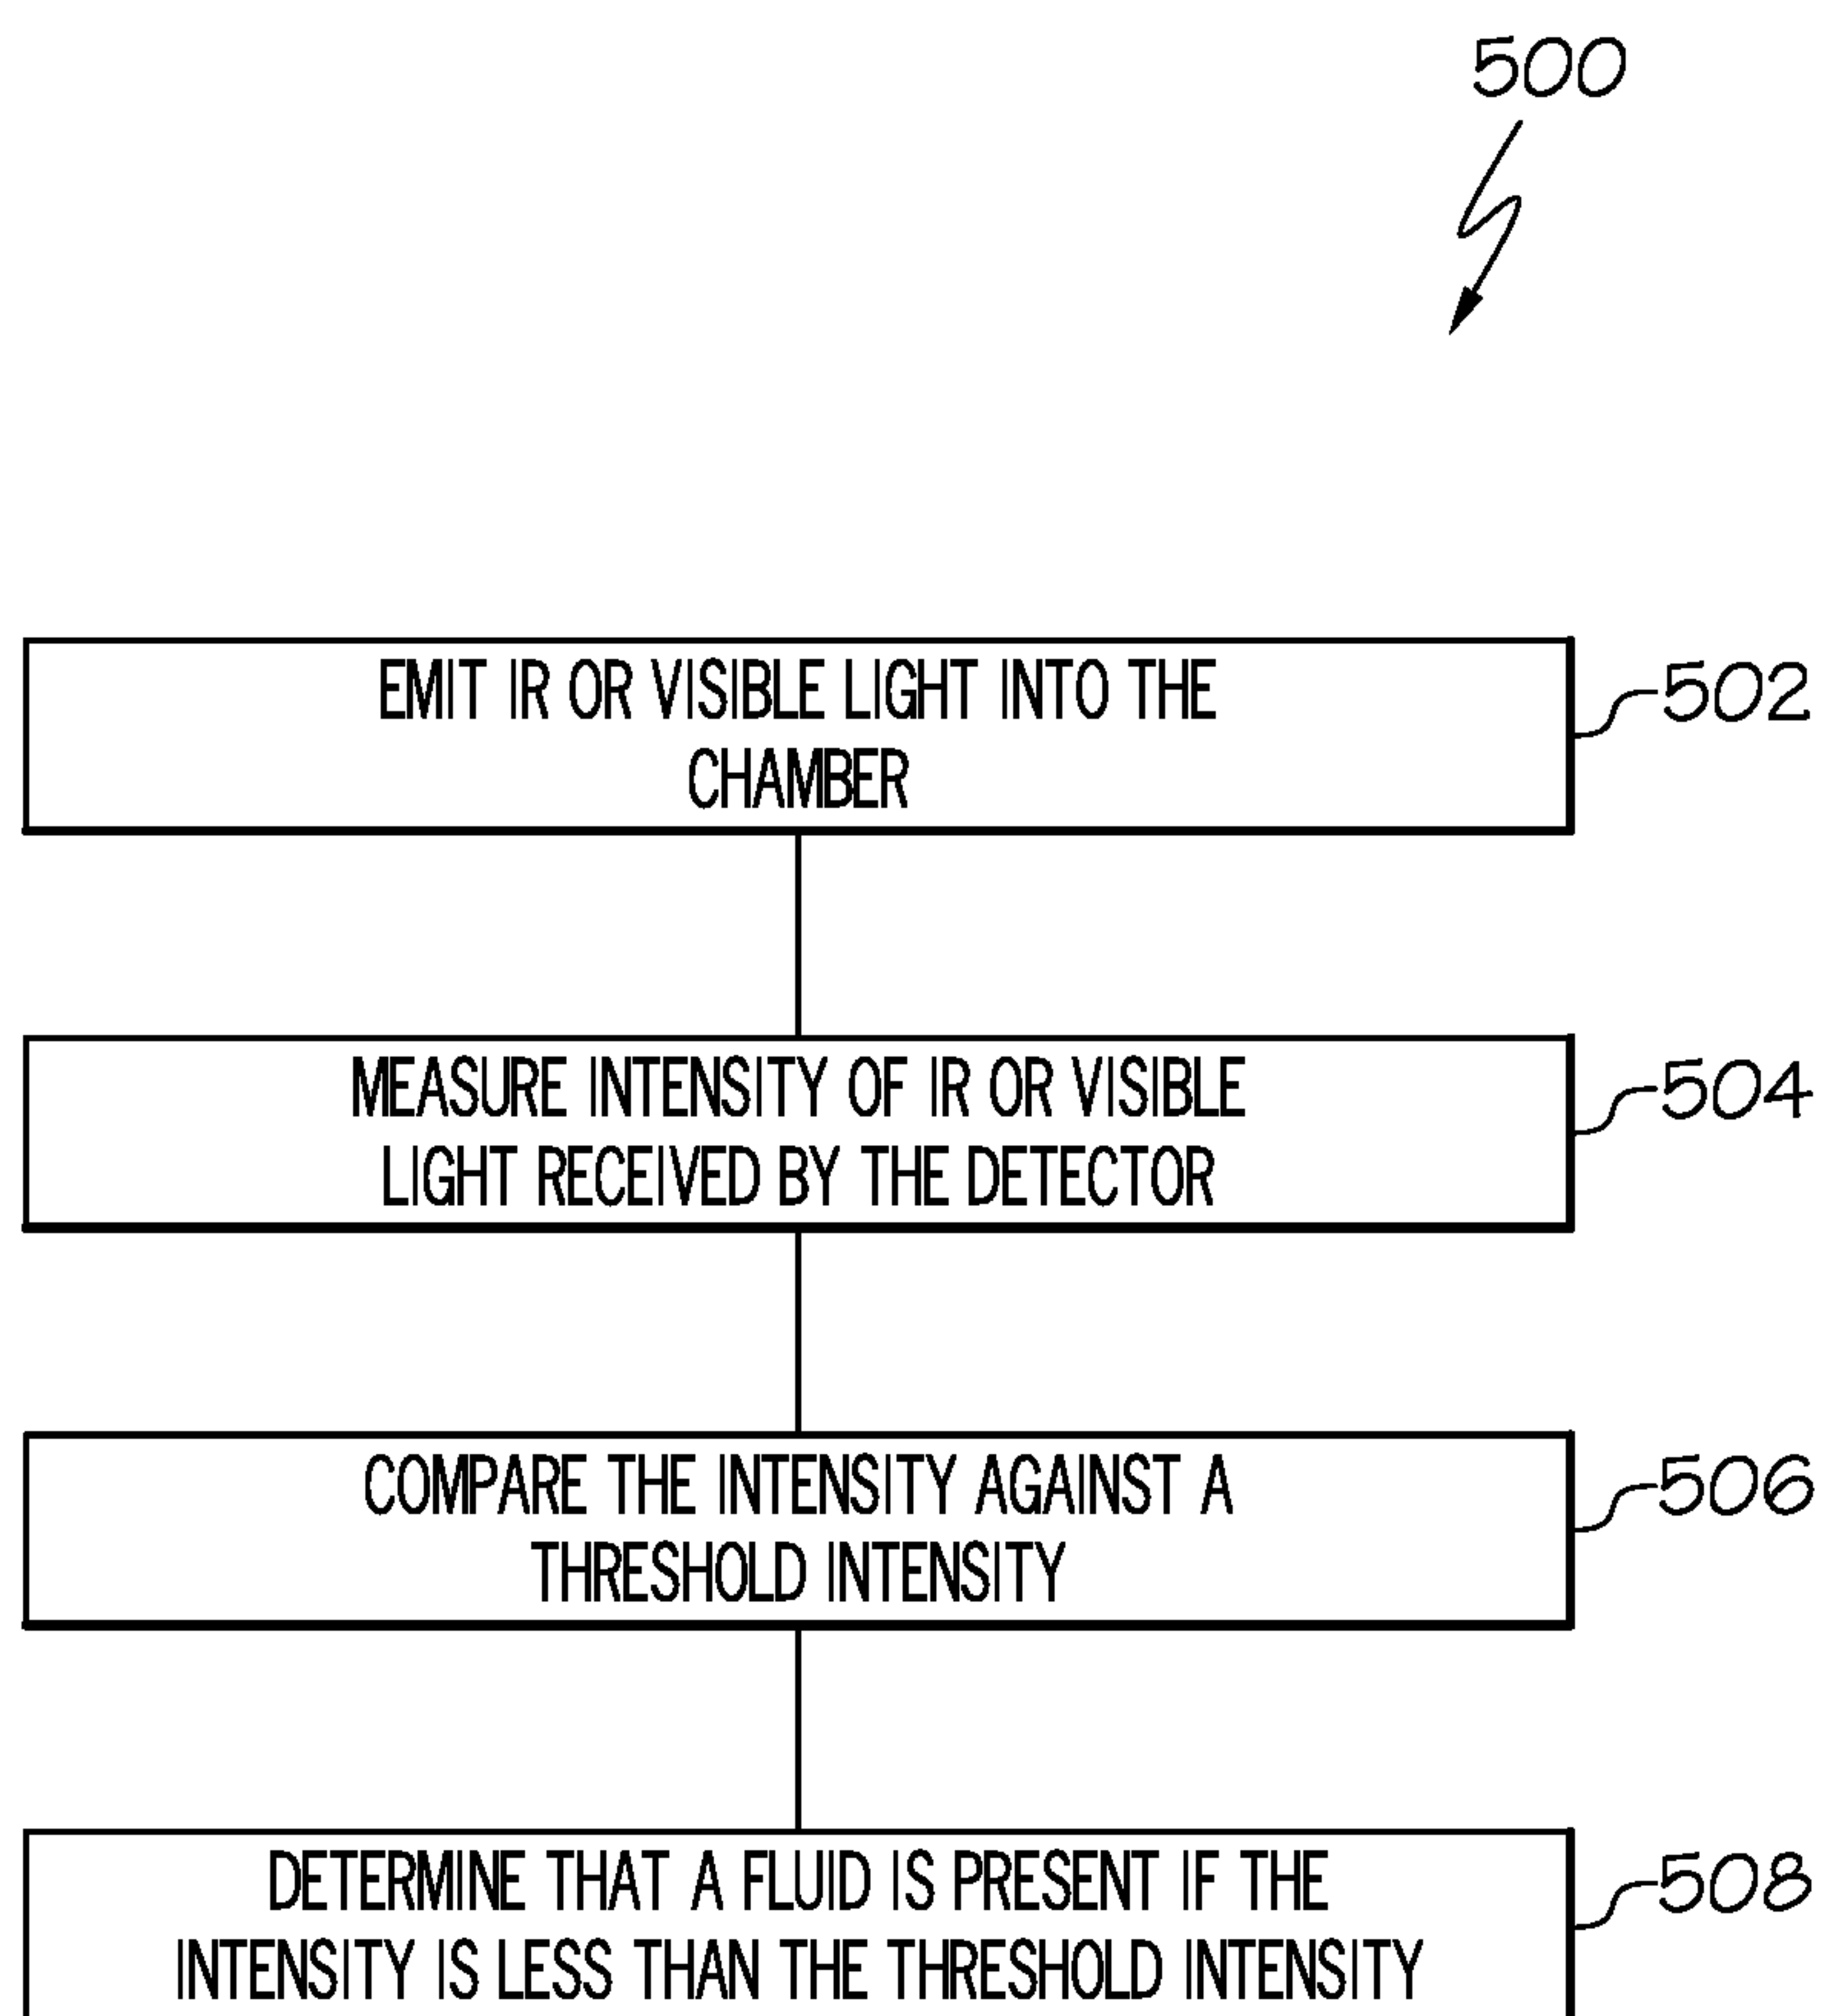 500
EMIT IR OR VISIBLE LIGHT INTO THE
CHAMBER
502
MEASURE INTENSITY OF IR OR VISIBLE
LIGHT RECEIVED BY THE DETECTOR
504
COMPARE THE INTENSITY AGAINST A
THRESHOLD INTENSITY
506
DETERMINE THAT A FLUID IS PRESENT IF THE
INTENSITY IS LESS THAN THE THRESHOLD INTENSITY
508